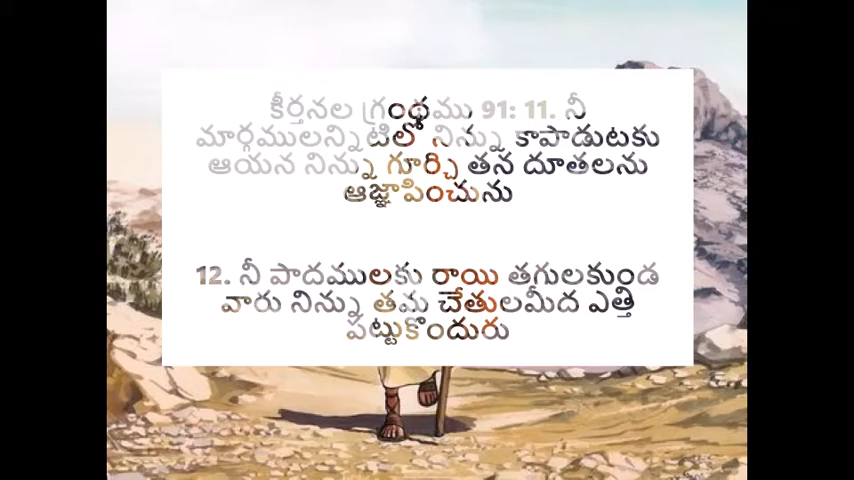 కీర్తనల గ్రంథము 91: 11. నీ
మార్గములన్నిటిలో నిన్ను కాపాడుటకు
ఆయన నిన్ను గూర్చి తన దూతలను
ఆజ్ఞాపించును
12. నీ పాదములకు రాయి తగులకుండ
వారు నిన్ను తమ చేతులమీద ఎత్తి
పట్టుకొందురు